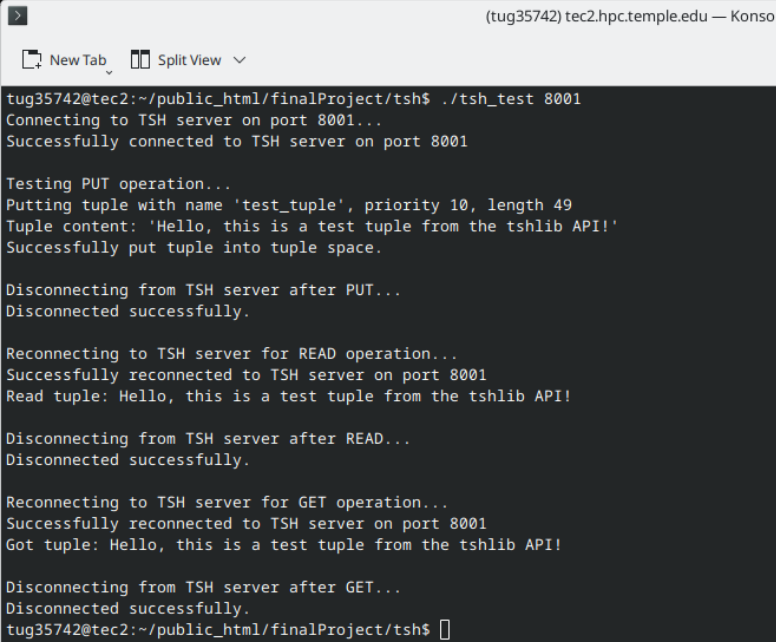 (tug35742) tec2.hpc.temple.edu — Konso
New Tab
Split View
tug35742@tec2:~/public_html/finalProject/tsh$ ./tsh_test 8001
Connecting to TSH server on port 8001...
Successfully connected to TSH server on port 8001
Testing PUT operation...
Putting tuple with name 'test_tuple', priority 10, length 49
Tuple content: 'Hello, this is a test tuple from the tshlib API!'
Successfully put tuple into tuple space.
Disconnecting from TSH server after PUT...
Disconnected successfully.
Reconnecting to TSH server for READ operation...
Successfully reconnected to TSH server on port 8001
Read tuple: Hello, this is a test tuple from the tshlib API!
Disconnecting from TSH server after READ...
Disconnected successfully.
Reconnecting to TSH server for GET operation...
Successfully reconnected to TSH server on port 8001
Got tuple: Hello, this is a test tuple from the tshlib API!
Disconnecting from TSH server after GET...
Disconnected successfully.
tug35742@tec2:~/public_html/finalProject/tsh$